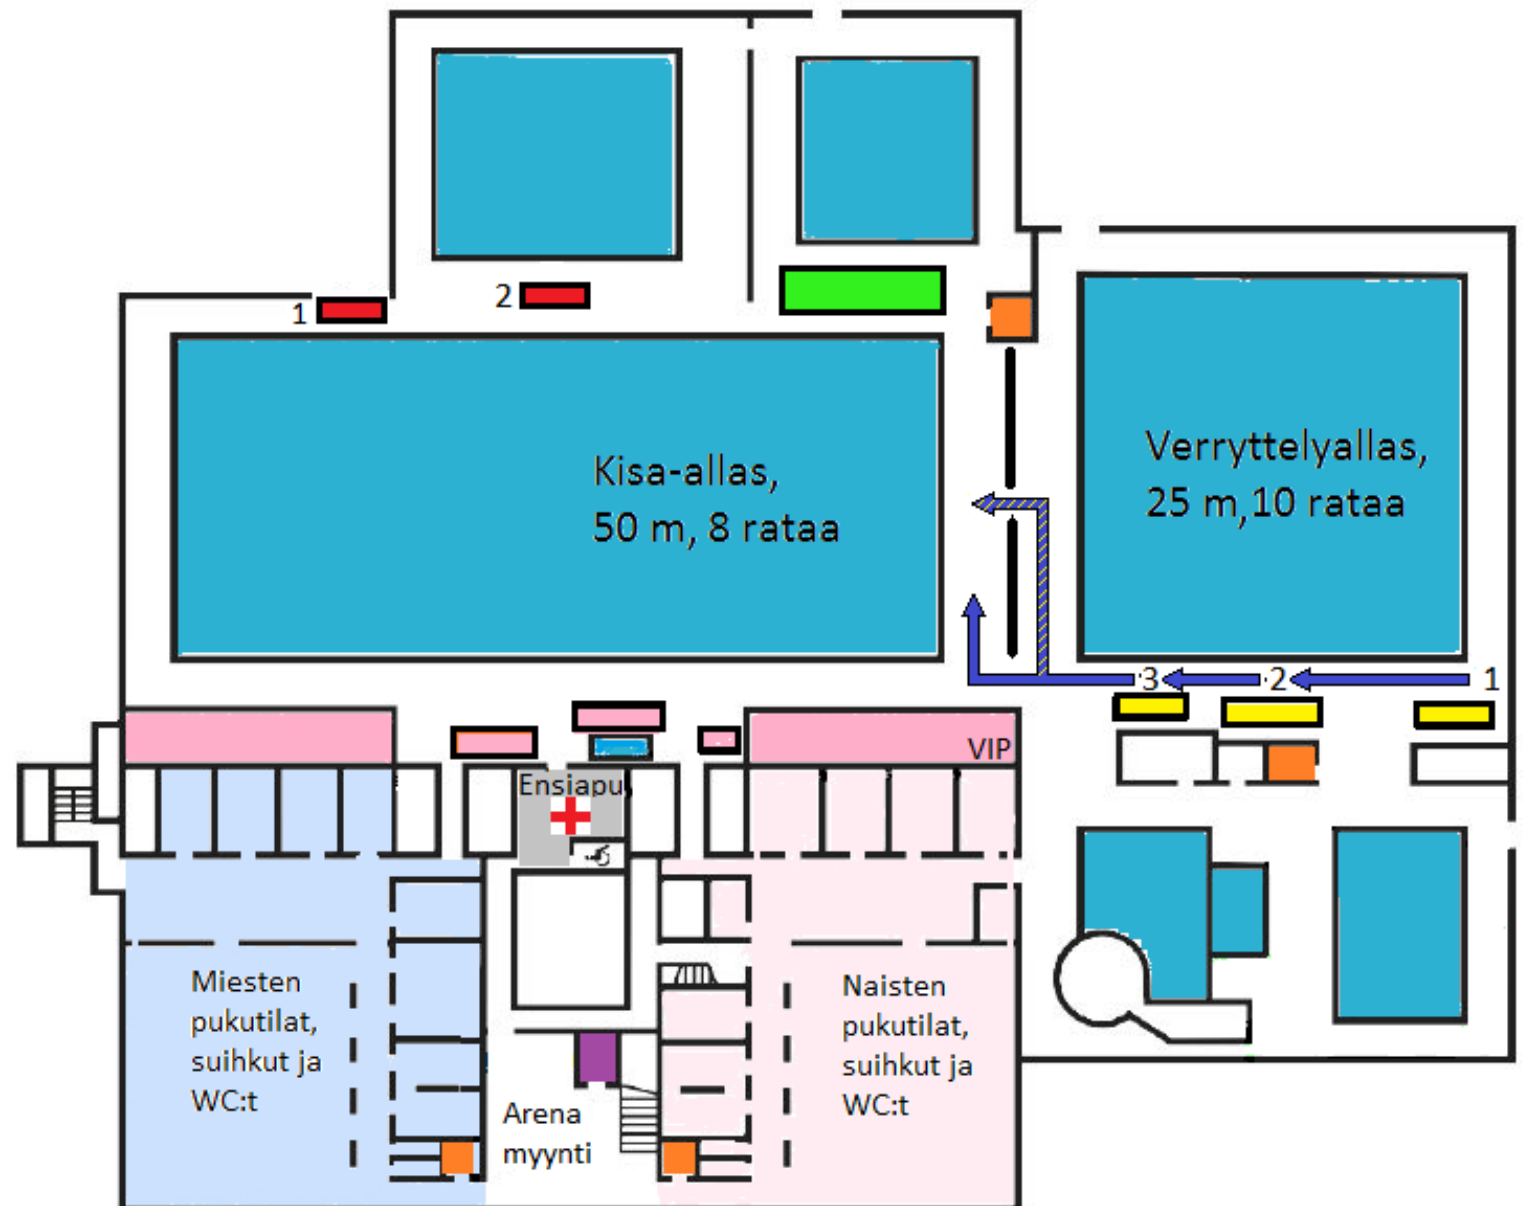 1
2
Kisa-allas,
50 m, 8 rataa
Verryttelyallas,
25 m,10 rataa
3
2
1
VIP
Ensiapu
Miesten
pukutilat,
suihkut ja
WC:t
Naisten
pukutilat,
suihkut ja
WC:t
Arena
myynti